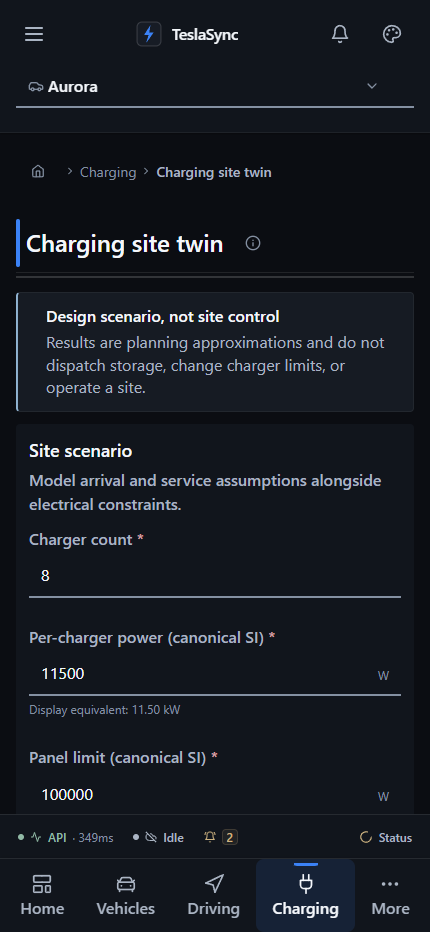 TeslaSync
Aurora
Charging
Charging site twin
Charging site twin
Design scenario, not site control
Results are planning approximations and do not
dispatch storage, change charger limits, or
operate a site.
Site scenario
Model arrival and service assumptions alongside
electrical constraints.
Charger count *
8
Per-charger power (canonical SI) *
11500 W
Display equivalent: 11.50 kW
Panel limit (canonical SI) *
100000 W
API · 349ms Idle 2 Status
Home Vehicles Driving Charging More